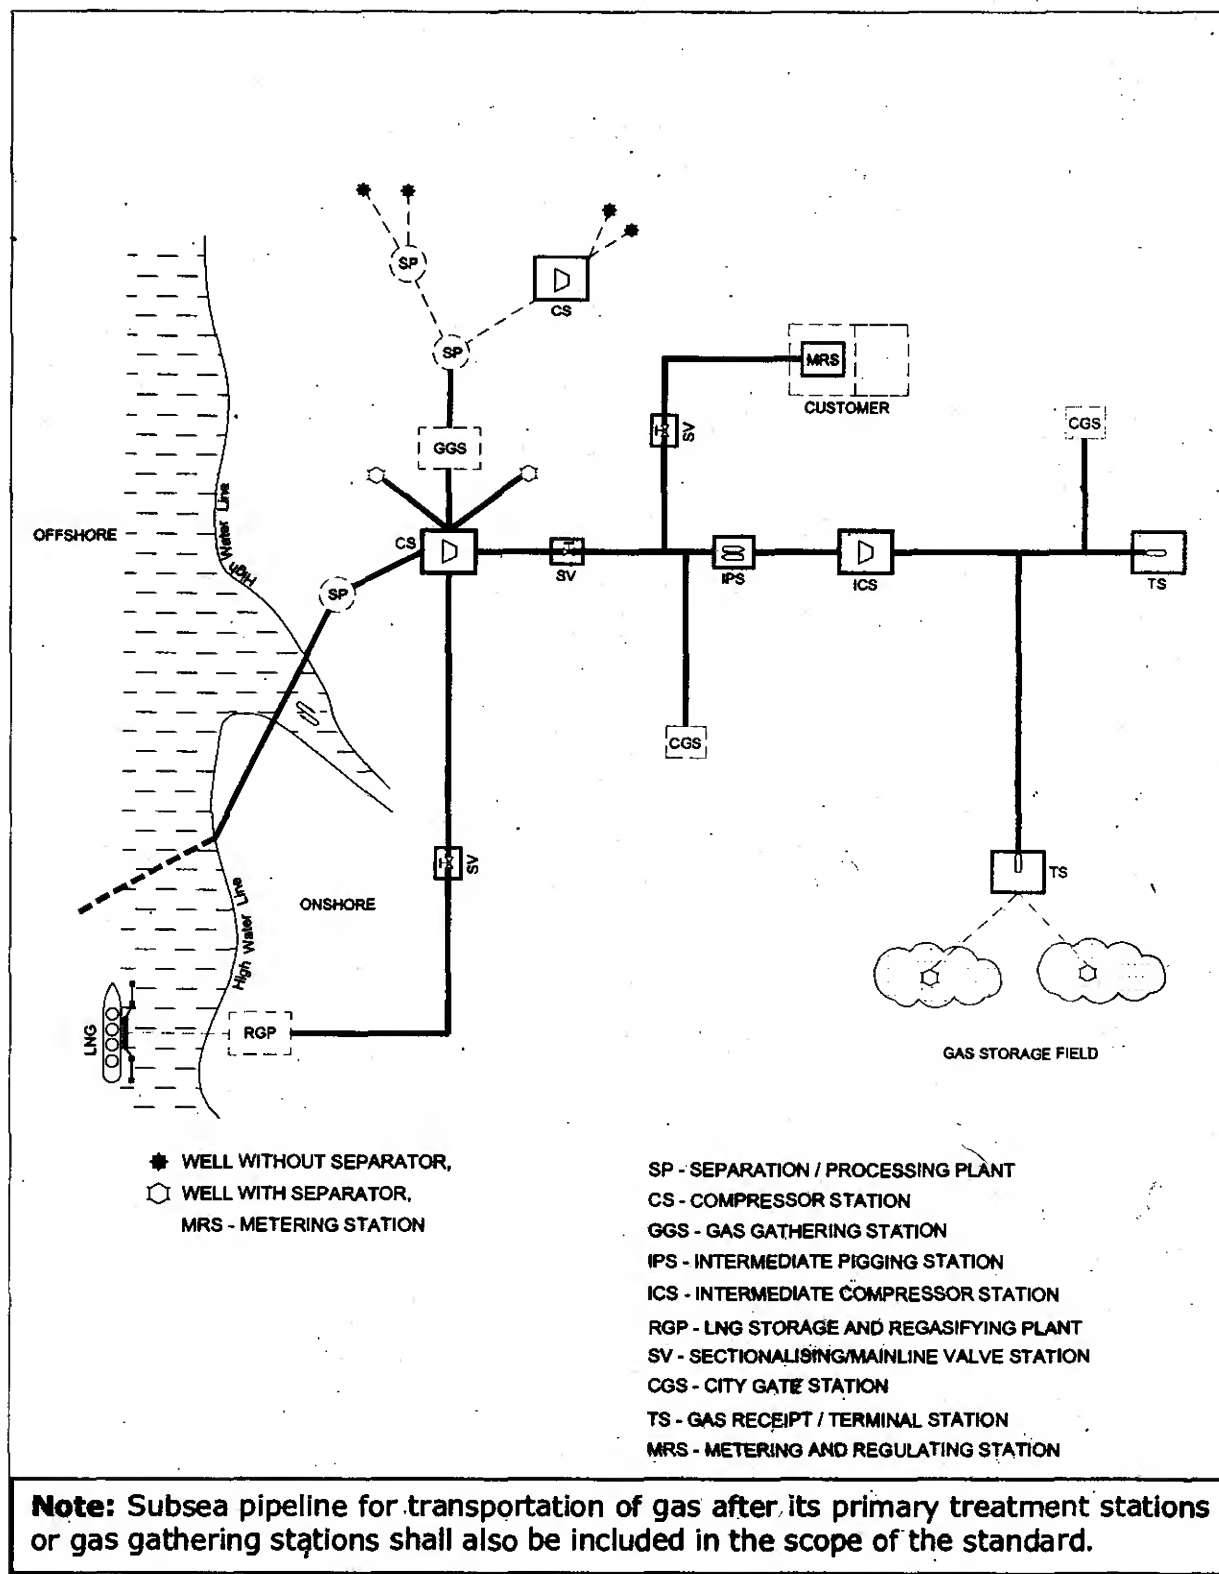 SP
CS
SP
MRS
CUSTOMER
SV
CGS
GGS
OFFSHORE
High Water Line
CS
SV
IPS
ICS
TS
SP
CGS
SV
TS
ONSHORE
High Water Line
LNG
RGP
GAS STORAGE FIELD
WELL WITHOUT SEPARATOR,
WELL WITH SEPARATOR,
MRS - METERING STATION
SP - SEPARATION / PROCESSING PLANT
CS - COMPRESSOR STATION
GGS - GAS GATHERING STATION
IPS - INTERMEDIATE PIGGING STATION
ICS - INTERMEDIATE COMPRESSOR STATION
RGP - LNG STORAGE AND REGASIFYING PLANT
SV - SECTIONALISING/MAINLINE VALVE STATION
CGS - CITY GATE STATION
TS - GAS RECEIPT / TERMINAL STATION
MRS - METERING AND REGULATING STATION
Note: Subsea pipeline for transportation of gas after its primary treatment stations
or gas gathering stations shall also be included in the scope of the standard.